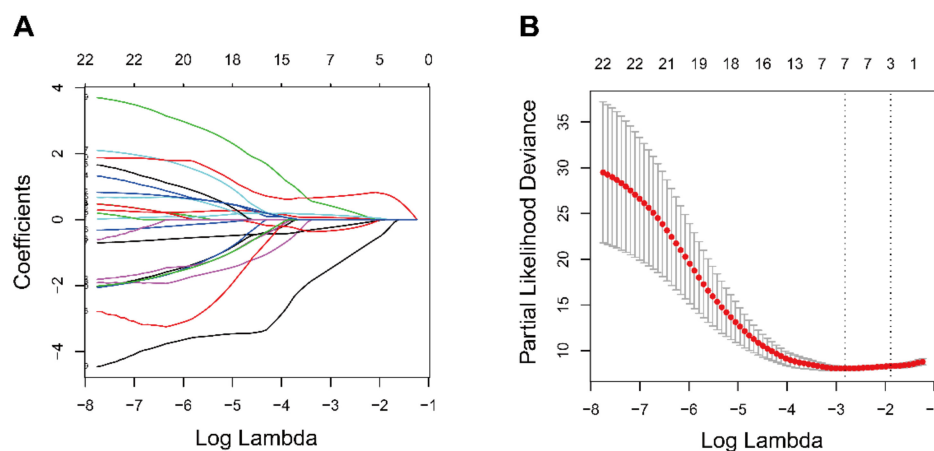 A
22 22 20 18 15 7 5 0
4
2
0
−2
−4
Coefficients
−8 −7 −6 −5 −4 −3 −2 −1
Log Lambda
B
22 22 21 19 18 16 13 7 7 7 3 1
35
30
25
20
15
10
Partial Likelihood Deviance
−8 −7 −6 −5 −4 −3 −2 −1
Log Lambda